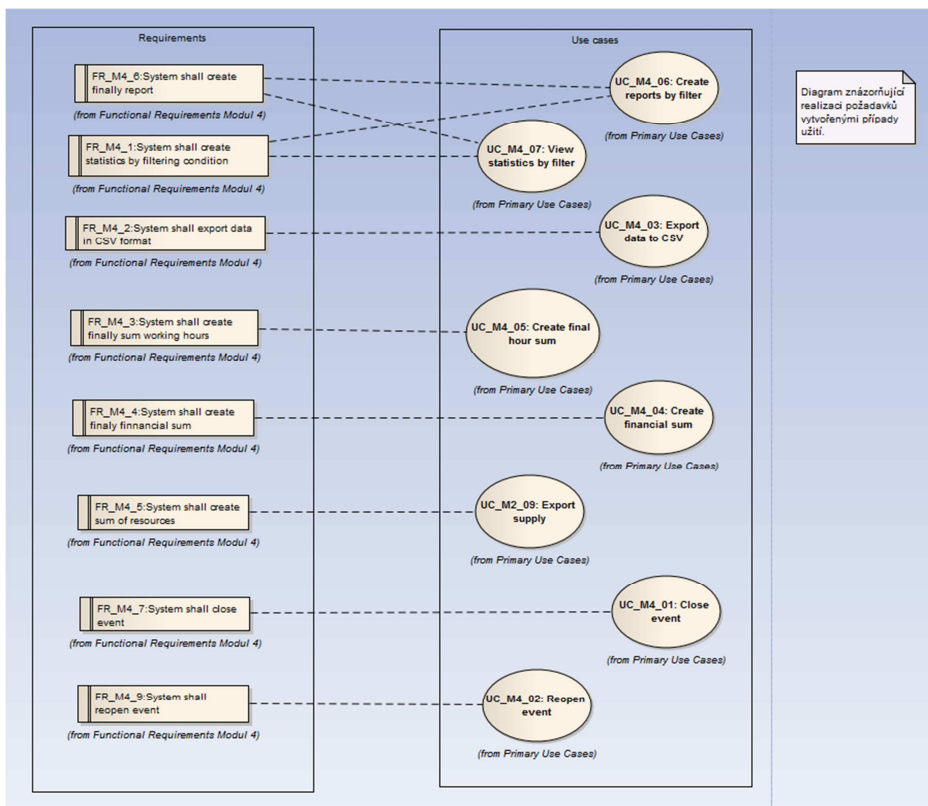 Requirements
Use cases
FR_M4_6:System shall create
finally report
(from Functional Requirements Modul 4)
UC_M4_06: Create
reports by filter
(from Primary Use Cases)
Diagram znázorňující
realizaci požadavků
vytvořenými případy
užití.
FR_M4_1:System shall create
statistics by filtering condition
(from Functional Requirements Modul 4)
UC_M4_07: View
statistics by filter
(from Primary Use Cases)
FR_M4_2:System shall export data
in CSV format
(from Functional Requirements Modul 4)
UC_M4_03: Export
data to CSV
(from Primary Use Cases)
FR_M4_3:System shall create
finally sum working hours
(from Functional Requirements Modul 4)
UC_M4_05: Create final
hour sum
(from Primary Use Cases)
FR_M4_4:System shall create
finaly finnancial sum
(from Functional Requirements Modul 4)
UC_M4_04: Create
financial sum
(from Primary Use Cases)
FR_M4_5:System shall create
sum of resources
(from Functional Requirements Modul 4)
UC_M2_09: Export
supply
(from Primary Use Cases)
FR_M4_7:System shall close
event
(from Functional Requirements Modul 4)
UC_M4_01: Close
event
(from Primary Use Cases)
FR_M4_9:System shall
reopen event
(from Functional Requirements Modul 4)
UC_M4_02: Reopen
event
(from Primary Use Cases)